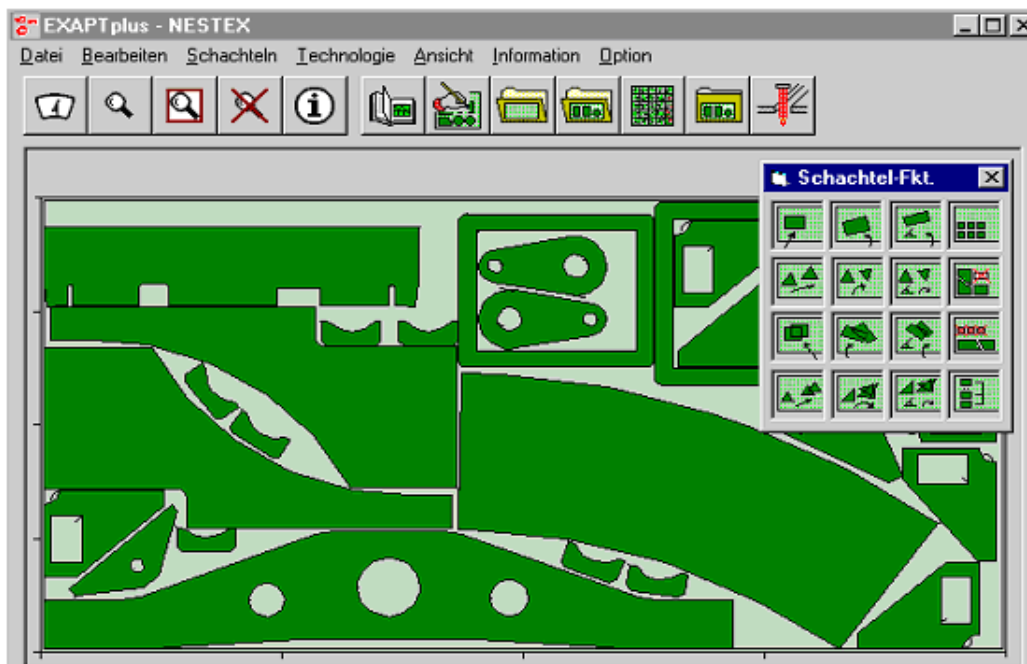 EXAPTplus - NESTEX
Datei Bearbeiten Schachteln Technologie Ansicht Information Option
Schachtel-Fkt.